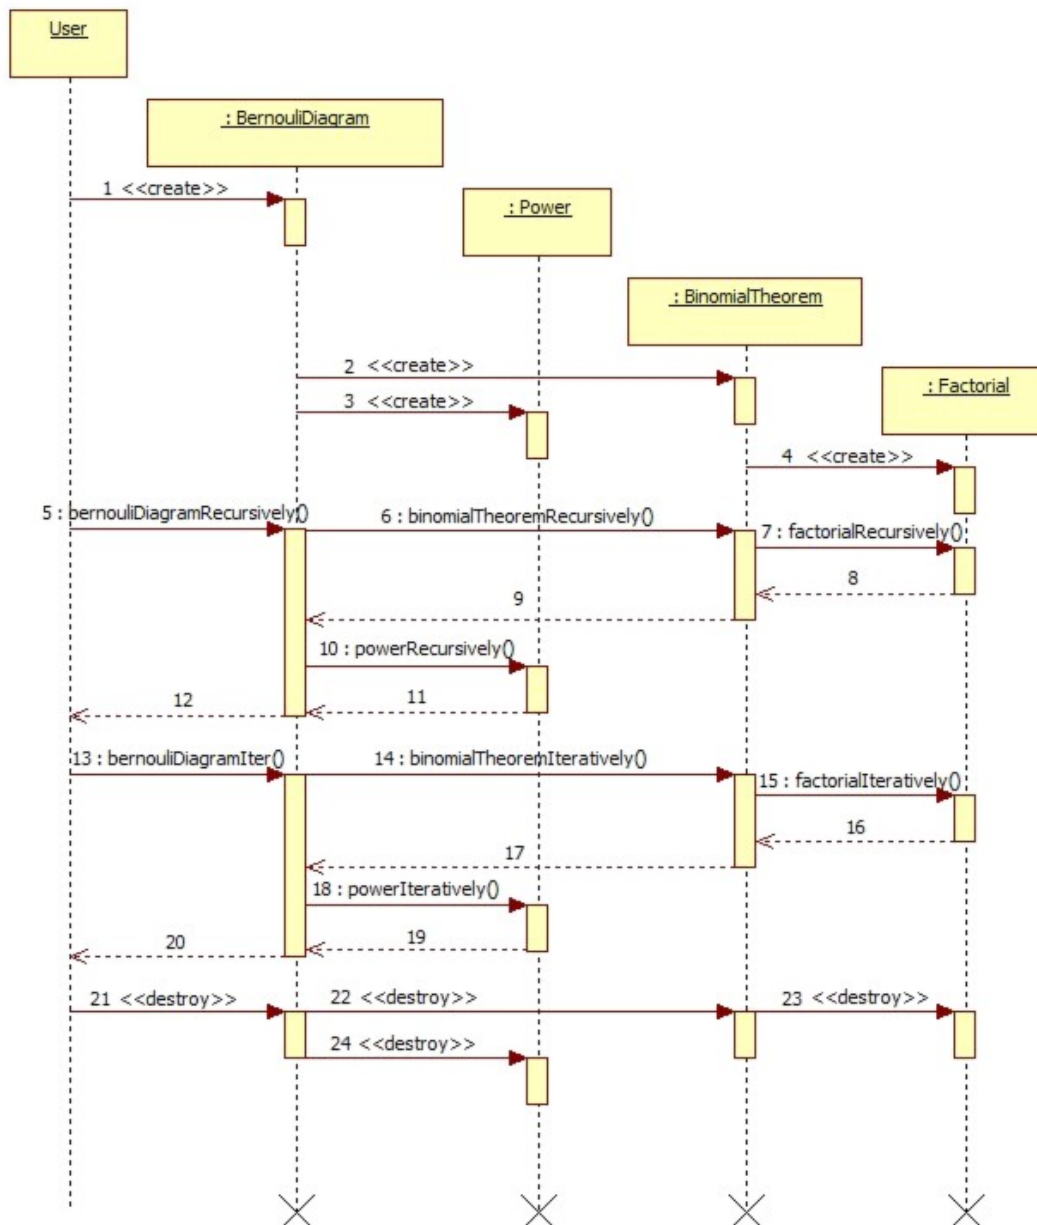 User
: BernouliDiagram
1 <<create>>
: Power
: BinomialTheorem
2 <<create>>
: Factorial
3 <<create>>
4 <<create>>
5 : bernouliDiagramRecursively()
6 : binomialTheoremRecursively()
7 : factorialRecursively()
8
9
10 : powerRecursively()
11
12
13 : bernouliDiagramIter()
14 : binomialTheoremIteratively()
15 : factorialIteratively()
16
17
18 : powerIteratively()
19
20
21 <<destroy>>
22 <<destroy>>
23 <<destroy>>
24 <<destroy>>